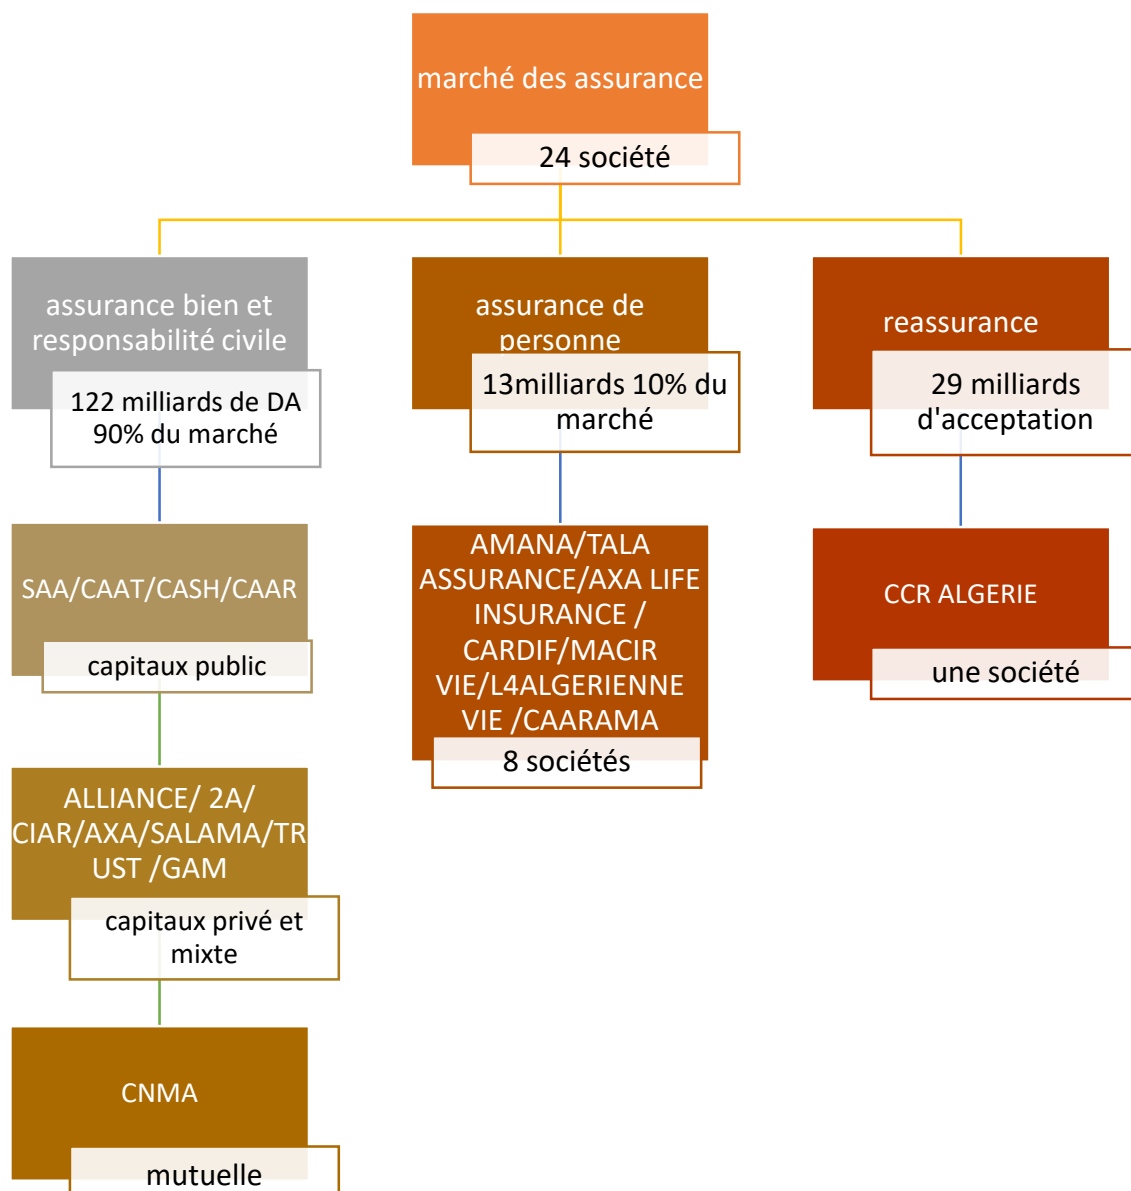 marché des assurance
24 société
assurance bien et
responsabilité civile
122 milliards de DA
90% du marché
assurance de
personne
13milliards 10% du
marché
reassurance
29 milliards
d'acceptation
SAA/CAAT/CASH/CAAR
capitaux public
AMANA/TALA
ASSURANCE/AXA LIFE
INSURANCE /
CARDIF/MACIR
VIE/L4ALGERIENNE
VIE /CAARAMA
8 sociétés
CCR ALGERIE
une société
ALLIANCE/ 2A/
CIAR/AXA/SALAMA/TR
UST /GAM
capitaux privé et
mixte
CNMA
mutuelle